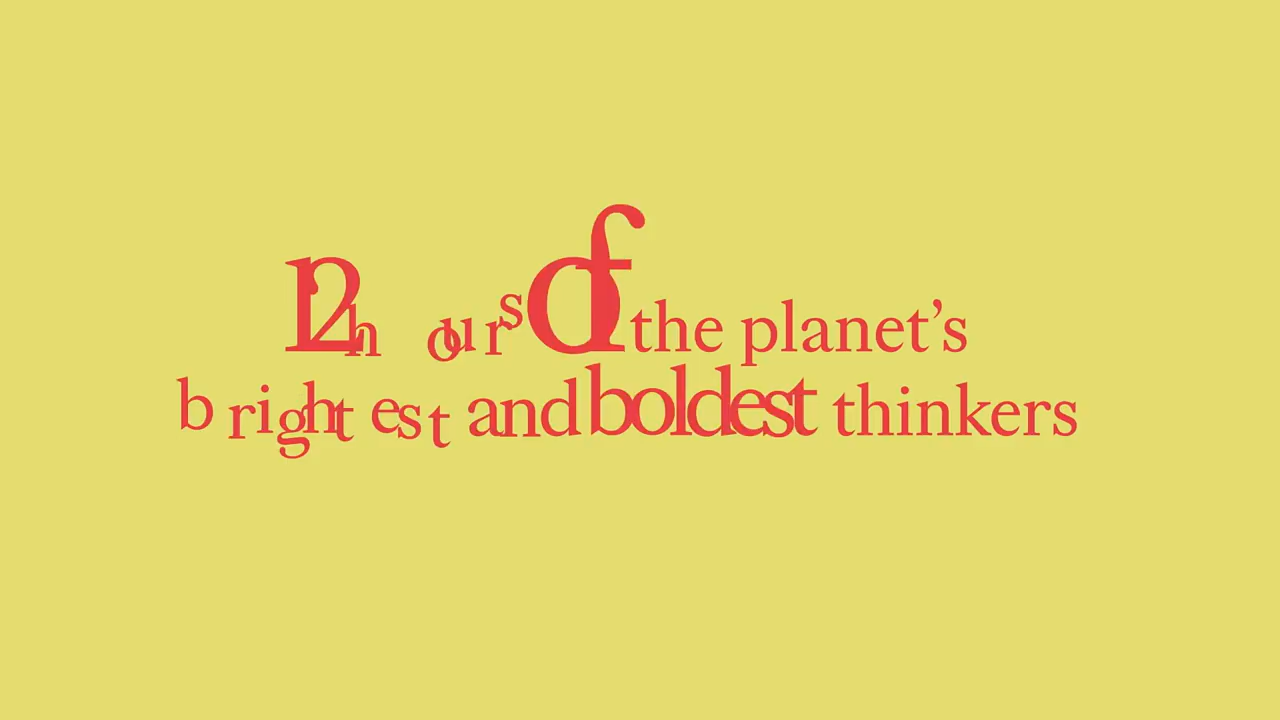 12 hours of the planet’s
brightest and boldest thinkers